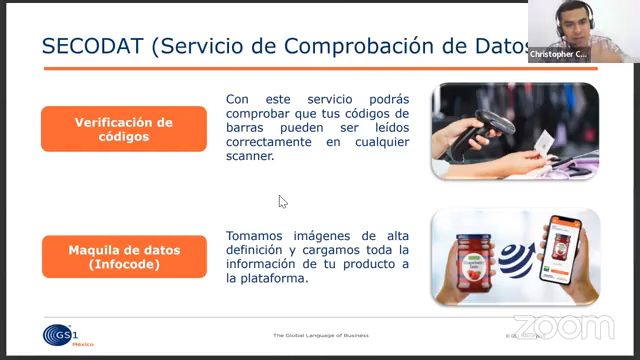 SECODAT (Servicio de Comprobación de Datos
Christopher C...
Verificación de
códigos
Con este servicio podrás
comprobar que tus códigos de
barras pueden ser leídos
correctamente en cualquier
scanner.
Maquila de datos
(Infocode)
Tomamos imágenes de alta
definición y cargamos toda la
información de tu producto a
la plataforma.
GS1
México
The Global Language of Business
zoom